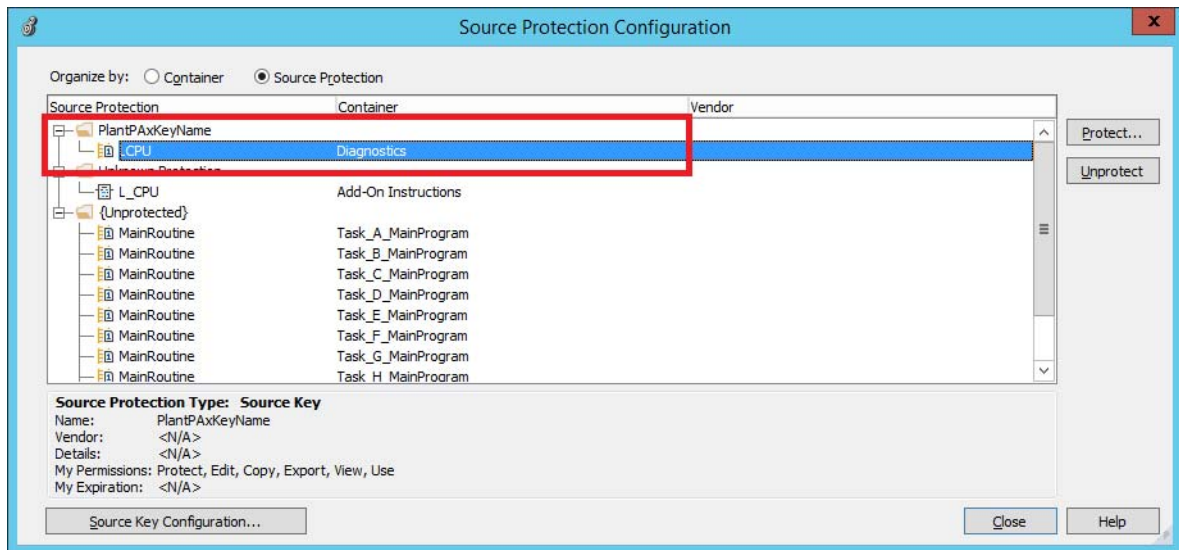 Source Protection Configuration
x
Organize by: Container Source Protection
Source Protection Container Vendor
PlantPAxKeyName
CPU Diagnostics
Protect...
Unknown Protection
Unprotect
L_CPU Add-On Instructions
{Unprotected}
MainRoutine Task_A_MainProgram
MainRoutine Task_B_MainProgram
MainRoutine Task_C_MainProgram
MainRoutine Task_D_MainProgram
MainRoutine Task_E_MainProgram
MainRoutine Task_F_MainProgram
MainRoutine Task_G_MainProgram
MainRoutine Task_H_MainProgram
Source Protection Type: Source Key
Name: PlantPAxKeyName
Vendor: <N/A>
Details: <N/A>
My Permissions: Protect, Edit, Copy, Export, View, Use
My Expiration: <N/A>
Source Key Configuration...
Close
Help